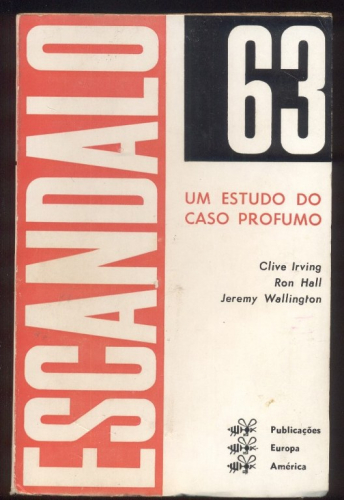 ESCANDALO
63
UM ESTUDO DO
CASO PROFUMO
Clive Irving
Ron Hall
Jeremy Wallington
Publicações
Europa
América